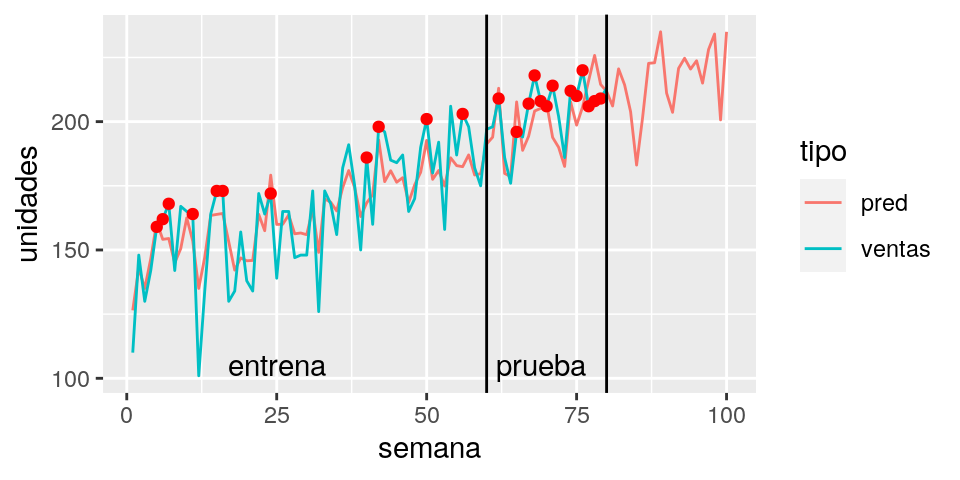 unidades
200
150
100
entrena
prueba
0
25
50
75
100
semana
tipo
pred
ventas